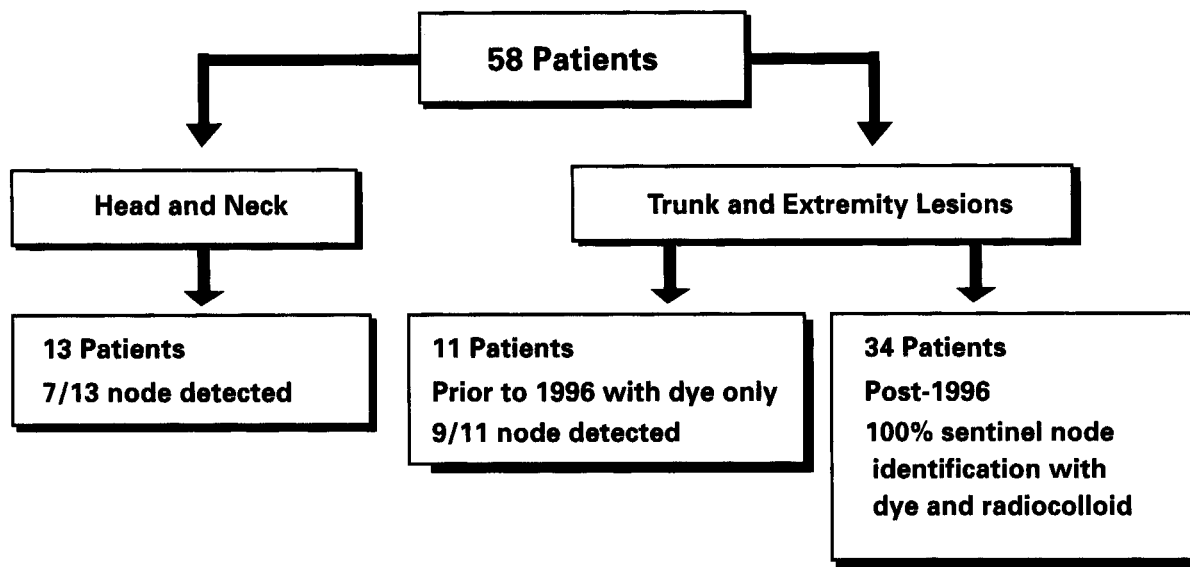 58 Patients
Head and Neck
Trunk and Extremity Lesions
13 Patients
7/13 node detected
11 Patients
Prior to 1996 with dye only
9/11 node detected
34 Patients
Post-1996
100% sentinel node
identification with
dye and radiocolloid